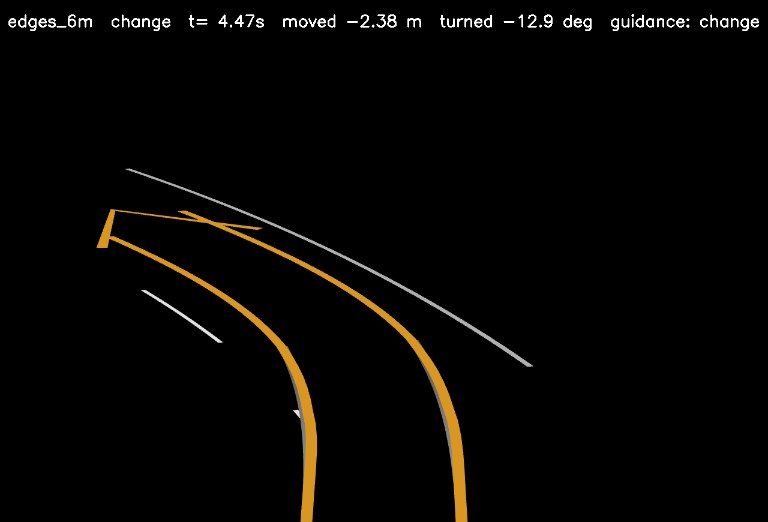 edges_6m change t= 4.47s moved −2.38 m turned −12.9 deg guidance: change